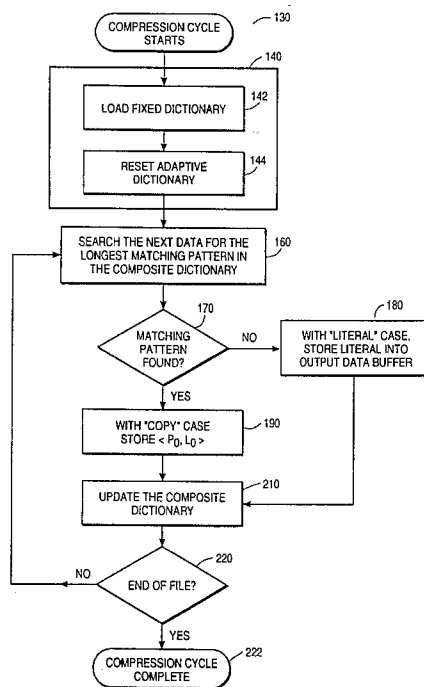 COMPRESSION CYCLE
STARTS
130
140
LOAD FIXED DICTIONARY
142
RESET ADAPTIVE
DICTIONARY
144
SEARCH THE NEXT DATA FOR THE
LONGEST MATCHING PATTERN IN
THE COMPOSITE DICTIONARY
160
170
MATCHING
PATTERN
FOUND?
NO
180
WITH "LITERAL" CASE,
STORE LITERAL INTO
OUTPUT DATA BUFFER
YES
WITH "COPY" CASE
STORE < P0, L0 >
190
210
UPDATE THE COMPOSITE
DICTIONARY
220
END OF FILE?
NO
YES
222
COMPRESSION CYCLE
COMPLETE